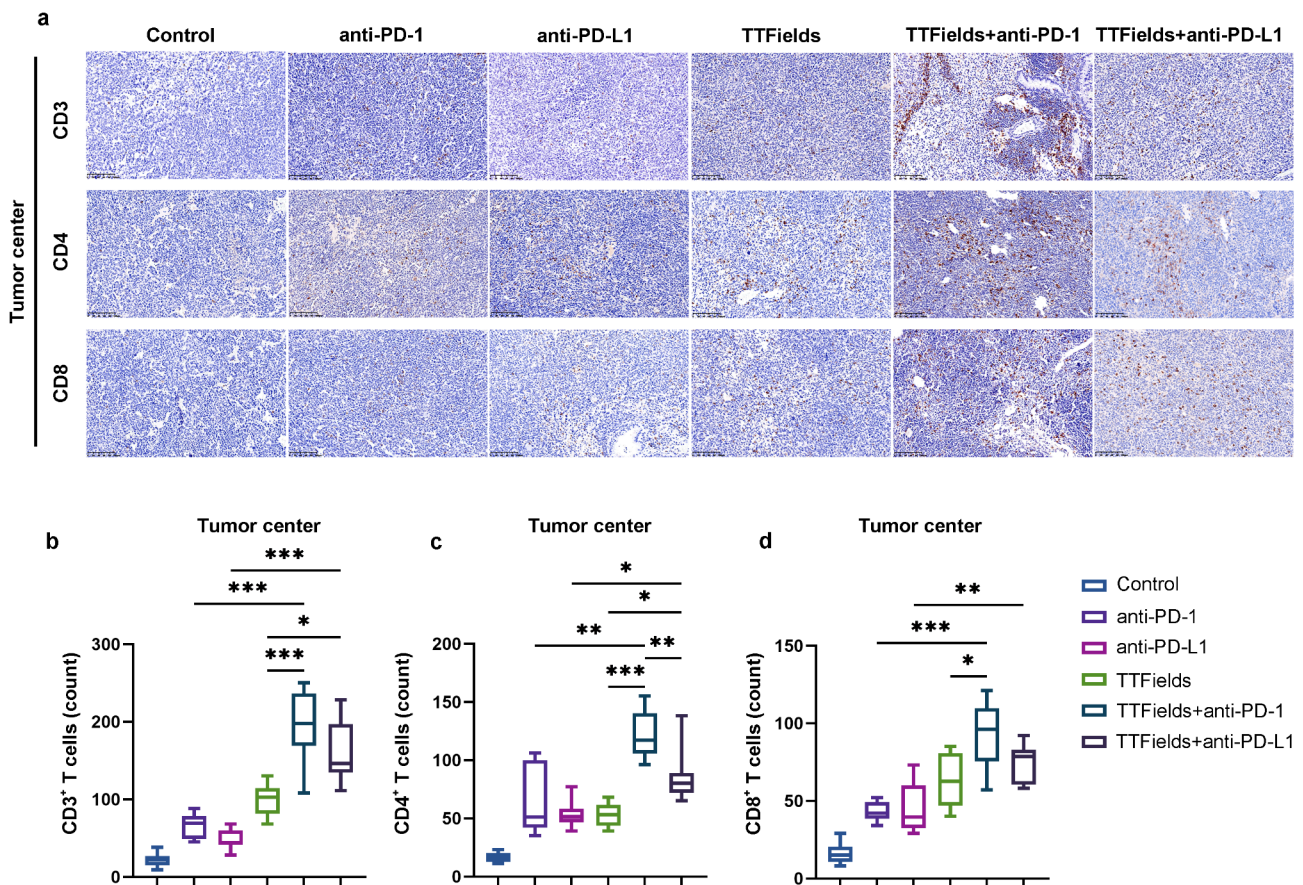 a
Control anti-PD-1 anti-PD-L1 TTFields TTFields+anti-PD-1 TTFields+anti-PD-L1
Tumor center
CD3
CD4
CD8
b
Tumor center
***
***
*
***
CD3⁺ T cells (count)
300
200
100
0
c
Tumor center
*
*
**
**
***
CD4⁺ T cells (count)
200
150
100
50
0
d
Tumor center
**
***
*
CD8⁺ T cells (count)
150
100
50
0
Control
anti-PD-1
anti-PD-L1
TTFields
TTFields+anti-PD-1
TTFields+anti-PD-L1